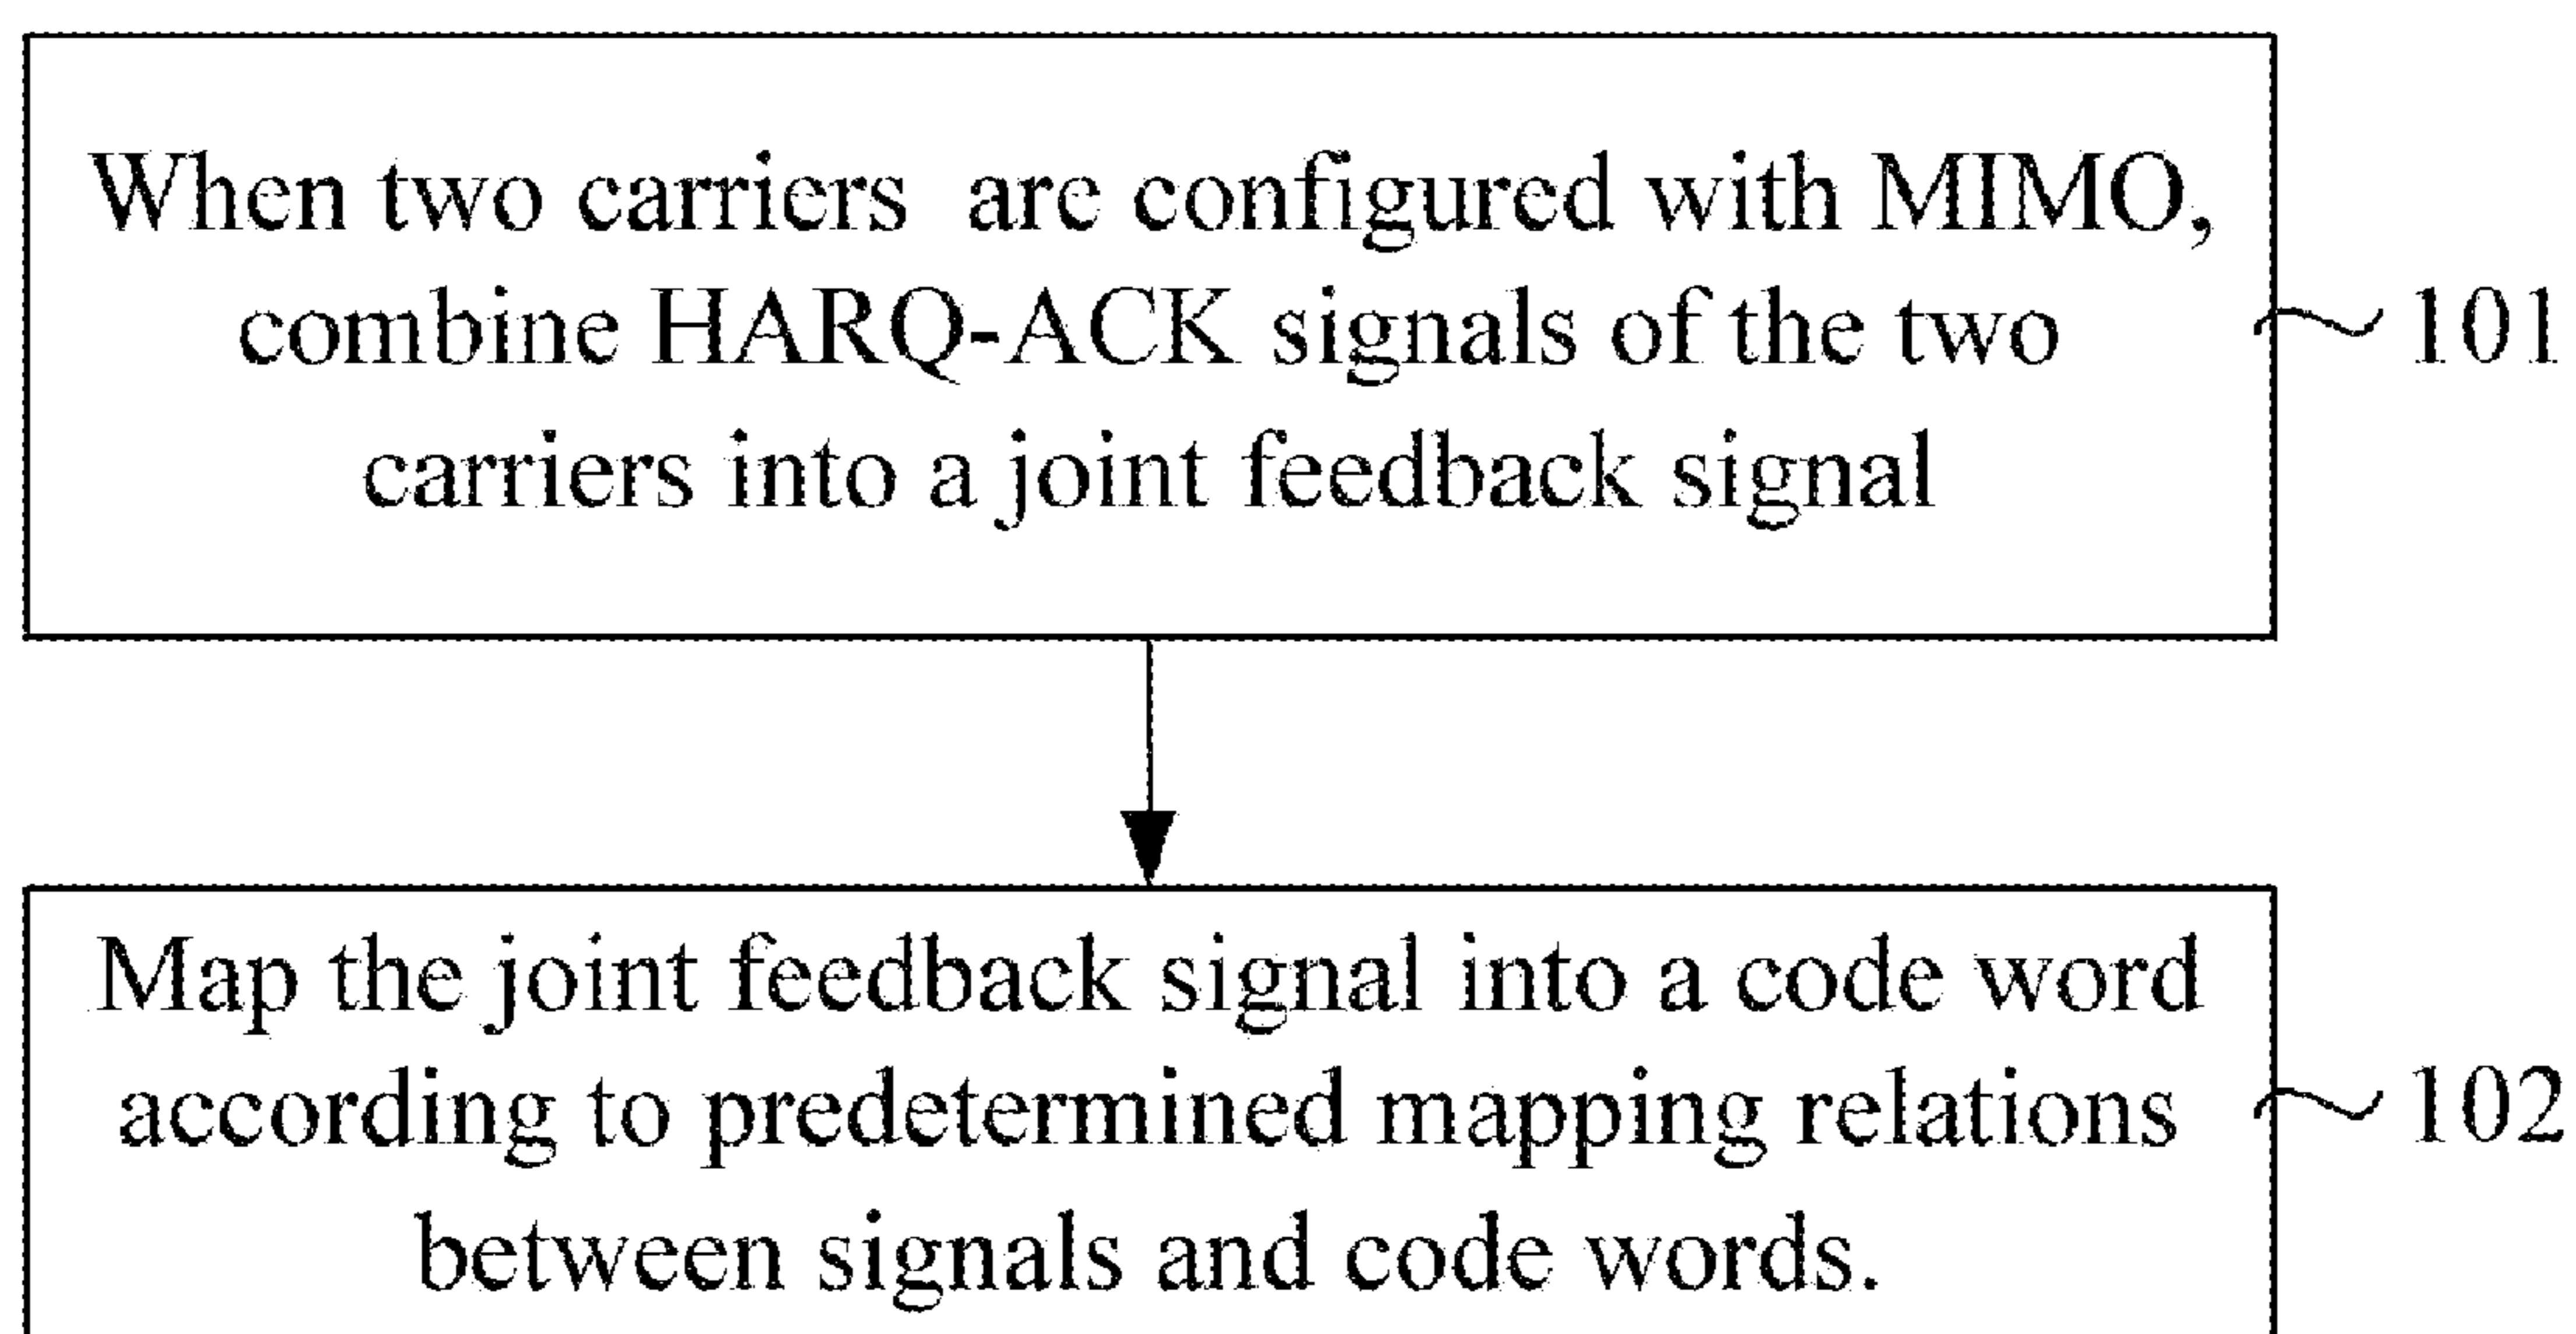 When two carriers are configured with MIMO,
combine HARQ-ACK signals of the two
carriers into a joint feedback signal
101
Map the joint feedback signal into a code word
according to predetermined mapping relations
between signals and code words.
102